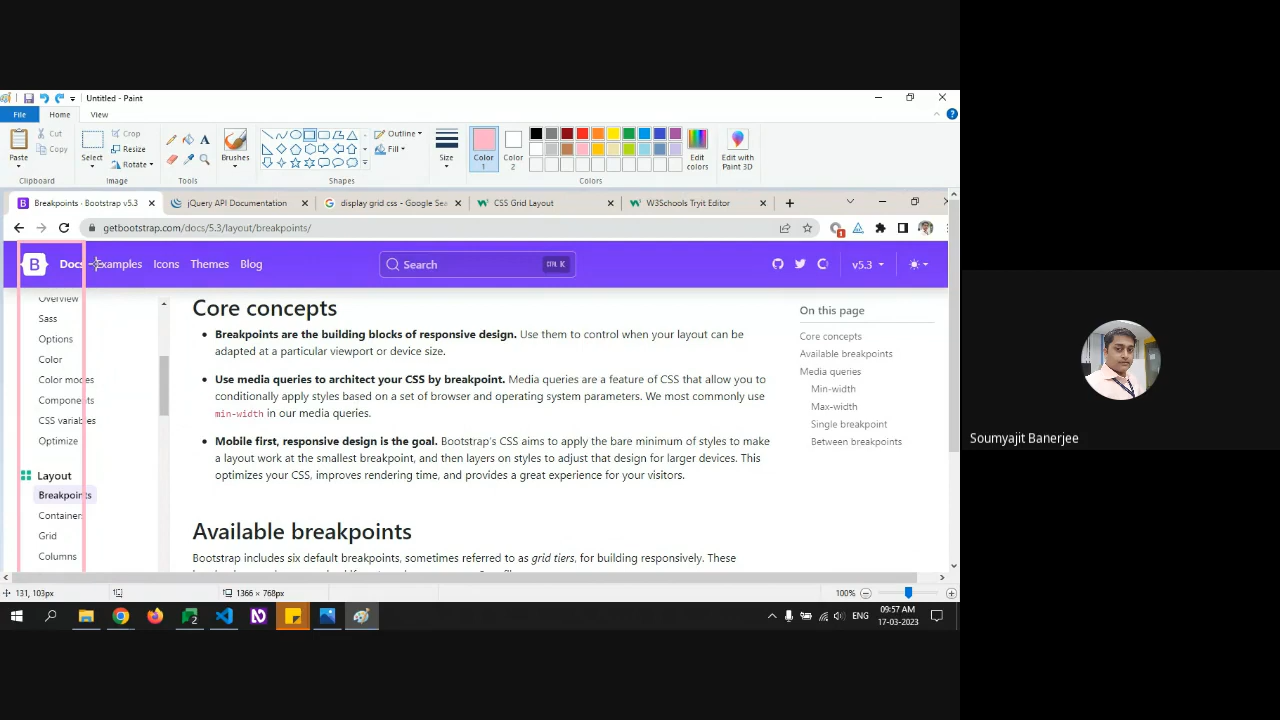 Untitled - Paint
File
Home
View
Paste
Cut
Copy
Clipboard
Select
Crop
Resize
Rotate
Image
Tools
Brushes
Shapes
Outline
Fill
Size
Color 1
Color 2
Edit colors
Edit with Paint 3D
Colors
Breakpoints · Bootstrap v5.3
jQuery API Documentation
display grid css - Google Sea
CSS Grid Layout
W3Schools Tryit Editor
getbootstrap.com/docs/5.3/layout/breakpoints/
1
B
Docs
Examples
Icons
Themes
Blog
Search
CTRL K
v5.3
Overview
Sass
Options
Color
Color modes
Components
CSS variables
Optimize
Layout
Breakpoints
Containers
Grid
Columns
Core concepts
Breakpoints are the building blocks of responsive design. Use them to control when your layout can be
adapted at a particular viewport or device size.
Use media queries to architect your CSS by breakpoint. Media queries are a feature of CSS that allow you to
conditionally apply styles based on a set of browser and operating system parameters. We most commonly use
min-width in our media queries.
Mobile first, responsive design is the goal. Bootstrap's CSS aims to apply the bare minimum of styles to make
a layout work at the smallest breakpoint, and then layers on styles to adjust that design for larger devices. This
optimizes your CSS, improves rendering time, and provides a great experience for your visitors.
Available breakpoints
Bootstrap includes six default breakpoints, sometimes referred to as grid tiers, for building responsively. These
On this page
Core concepts
Available breakpoints
Media queries
Min-width
Max-width
Single breakpoint
Between breakpoints
131, 103px
1366 × 768px
100%
2
ENG
09:57 AM
17-03-2023
Soumyajit Banerjee